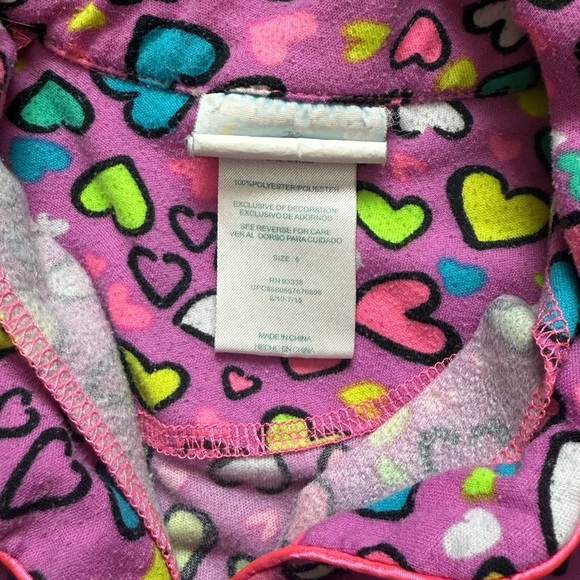 100%POLYESTER/POLIESTER
EXCLUSIVE OF DECORATION/
EXCLUSIVO DE ADORNOS
SEE REVERSE FOR CARE
VER AL DORSO PARA CUIDADO
SIZE: 5
RN 93338
MADE IN CHINA
HECHO EN CHINA